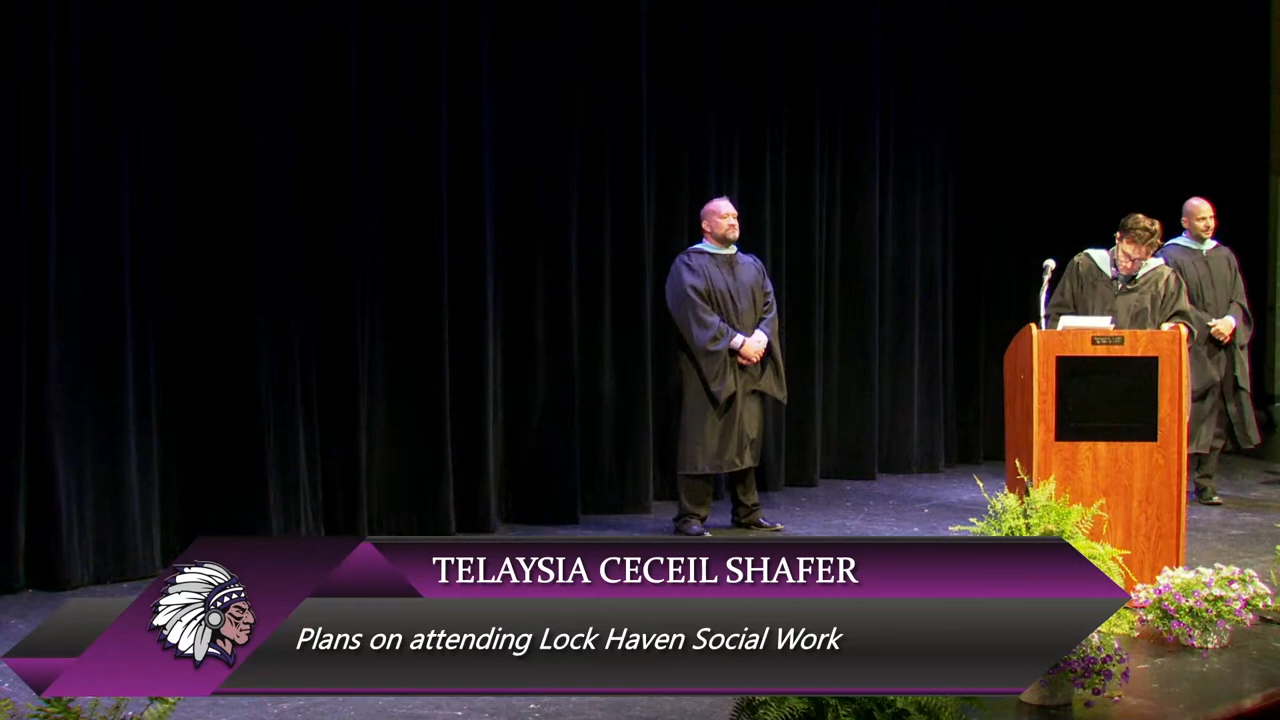 TELAYSIA CECEIL SHAFER
Plans on attending Lock Haven Social Work